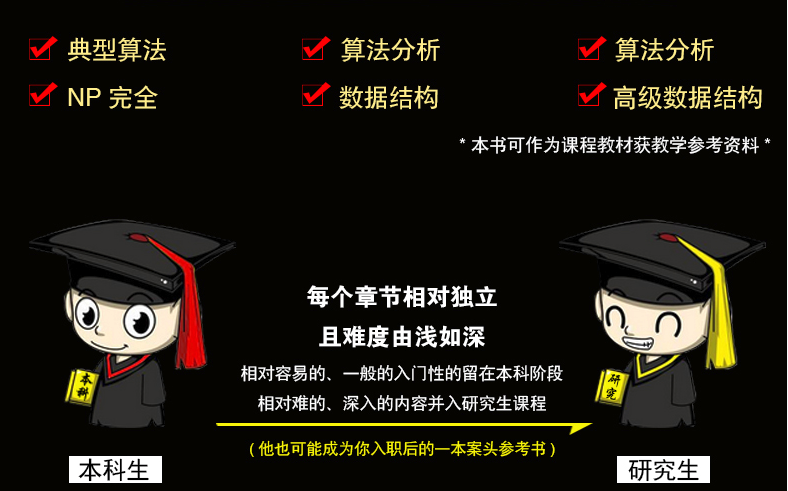 典型算法 算法分析 算法分析
NP 完全 数据结构 高级数据结构
* 本书可作为课程教材获教学参考资料 *
每个章节相对独立
且难度由浅如深
相对容易的、一般的入门性的留在本科阶段
相对难的、深入的内容并入研究生课程
(他也可能成为你入职后的一本案头参考书)
本科
研究
本科生
研究生